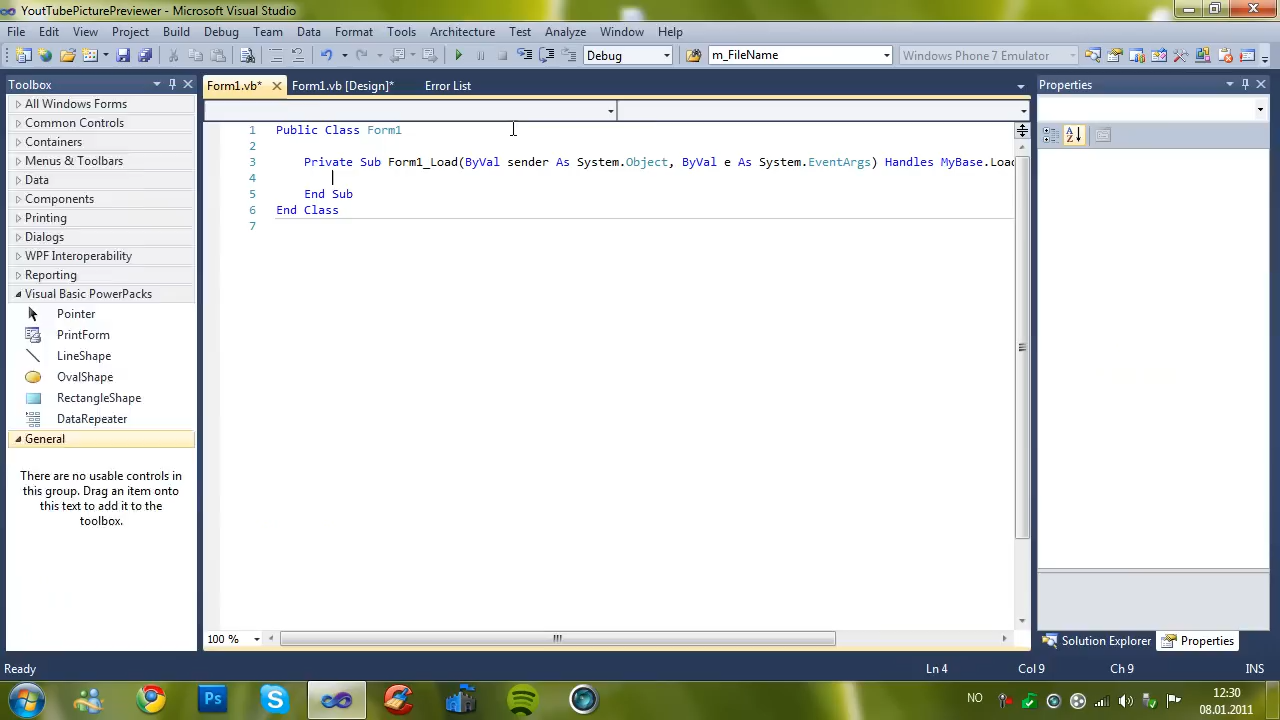 YoutTubePicturePreviewer - Microsoft Visual Studio
File Edit View Project Build Debug Team Data Format Tools Architecture Test Analyze Window Help
Debug m_FileName Windows Phone 7 Emulator
Toolbox Form1.vb* Form1.vb [Design]* Error List Properties
All Windows Forms
Common Controls
Containers
Menus & Toolbars
Data
Components
Printing
Dialogs
WPF Interoperability
Reporting
Visual Basic PowerPacks
Pointer
PrintForm
LineShape
OvalShape
RectangleShape
DataRepeater
General
There are no usable controls in
this group. Drag an item onto
this text to add it to the
toolbox.
1 Public Class Form1
2
3 Private Sub Form1_Load(ByVal sender As System.Object, ByVal e As System.EventArgs) Handles MyBase.Load
4
5 End Sub
6 End Class
7
100 %
Solution Explorer Properties
Ready Ln 4 Col 9 Ch 9 INS
Ps NO 12:30
08.01.2011